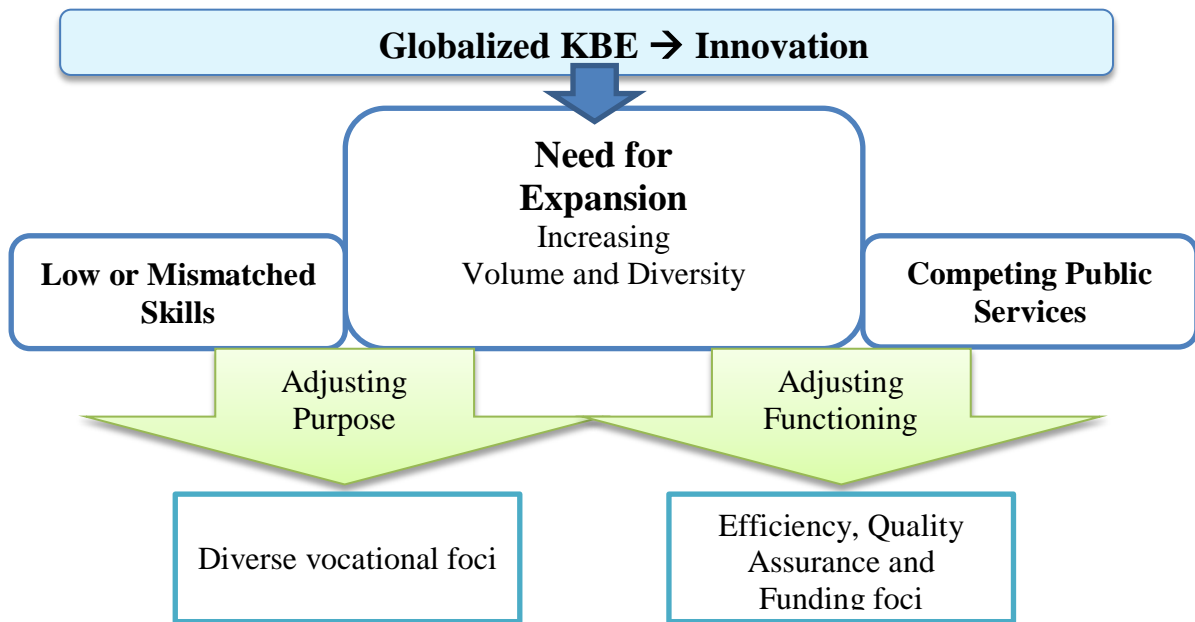 Globalized KBE → Innovation
Need for
Expansion
Increasing
Volume and Diversity
Low or Mismatched
Skills
Competing Public
Services
Adjusting
Purpose
Adjusting
Functioning
Diverse vocational foci
Efficiency, Quality
Assurance and
Funding foci